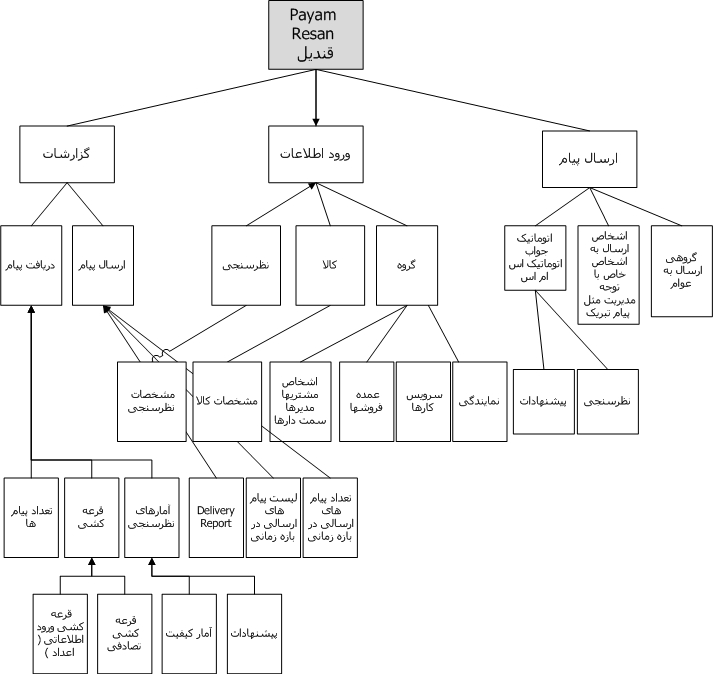 Payam
Resan
قندیل
گزارشات
ورود اطلاعات
ارسال پیام
دریافت پیام
ارسال پیام
نظرسنجی
کالا
گروه
اتوماتیک
جواب
اتوماتیک اس
ام اس
اشخاص
ارسال به
اشخاص
خاص با
توجه
مدیریت مثل
پیام تبریک
گروهی
ارسال به
عوام
مشخصات
نظرسنجی
مشخصات کالا
اشخاص
مشتریها
مدیرها
سمت دارها
عمده
فروشها
سرویس
کارها
نمایندگی
پیشنهادات
نظرسنجی
تعداد پیام
ها
قرعه
کشی
آمارهای
نظرسنجی
Delivery
Report
لیست پیام
های
ارسالی در
بازه زمانی
تعداد پیام
های
ارسالی در
بازه زمانی
قرعه
کشی ورود
اطلاعاتی (
اعداد )
قرعه
کشی
تصادفی
آمار کیفیت
پیشنهادات